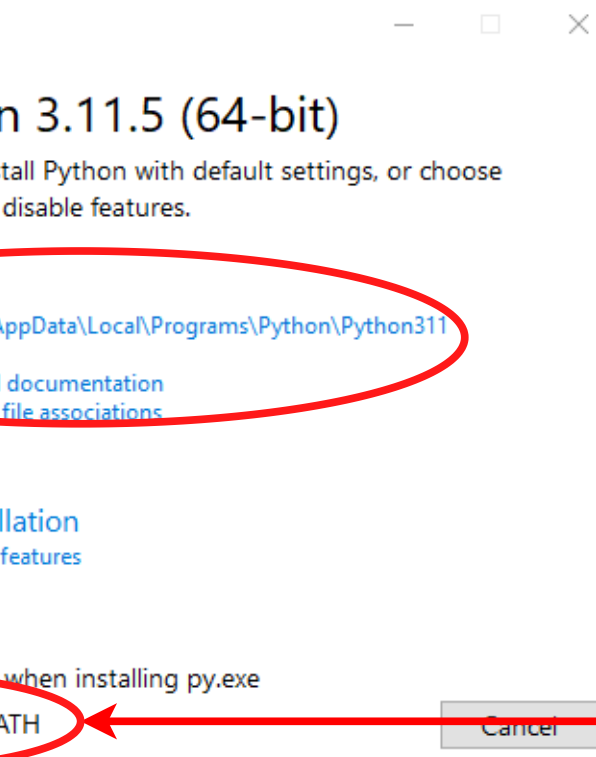 n 3.11.5 (64-bit)
tall Python with default settings, or choose
disable features.
AppData\Local\Programs\Python\Python311
documentation
file associations
llation
features
when installing py.exe
ATH
Cancel